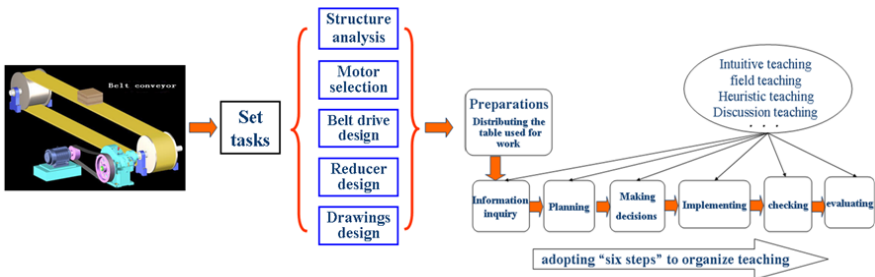 Belt conveyor
Set
tasks
Structure
analysis
Motor
selection
Belt drive
design
Reducer
design
Drawings
design
Preparations
Distributing the
table used for
work
Intuitive teaching
field teaching
Heuristic teaching
Discussion teaching
. . .
Information
inquiry
Planning
Making
decisions
Implementing
checking
evaluating
adopting “six steps” to organize teaching